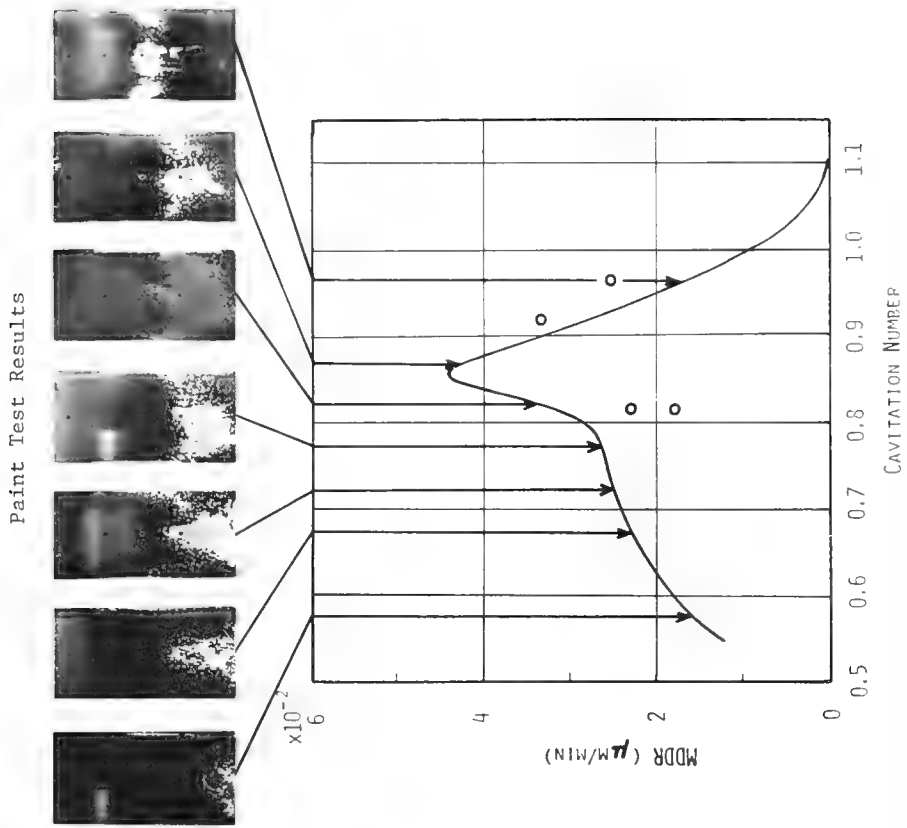 Paint Test Results
x10⁻²
6
4
2
0
MDDR (μM/MIN)
0.5
0.6
0.7
0.8
0.9
1.0
1.1
CAVITATION NUMBER